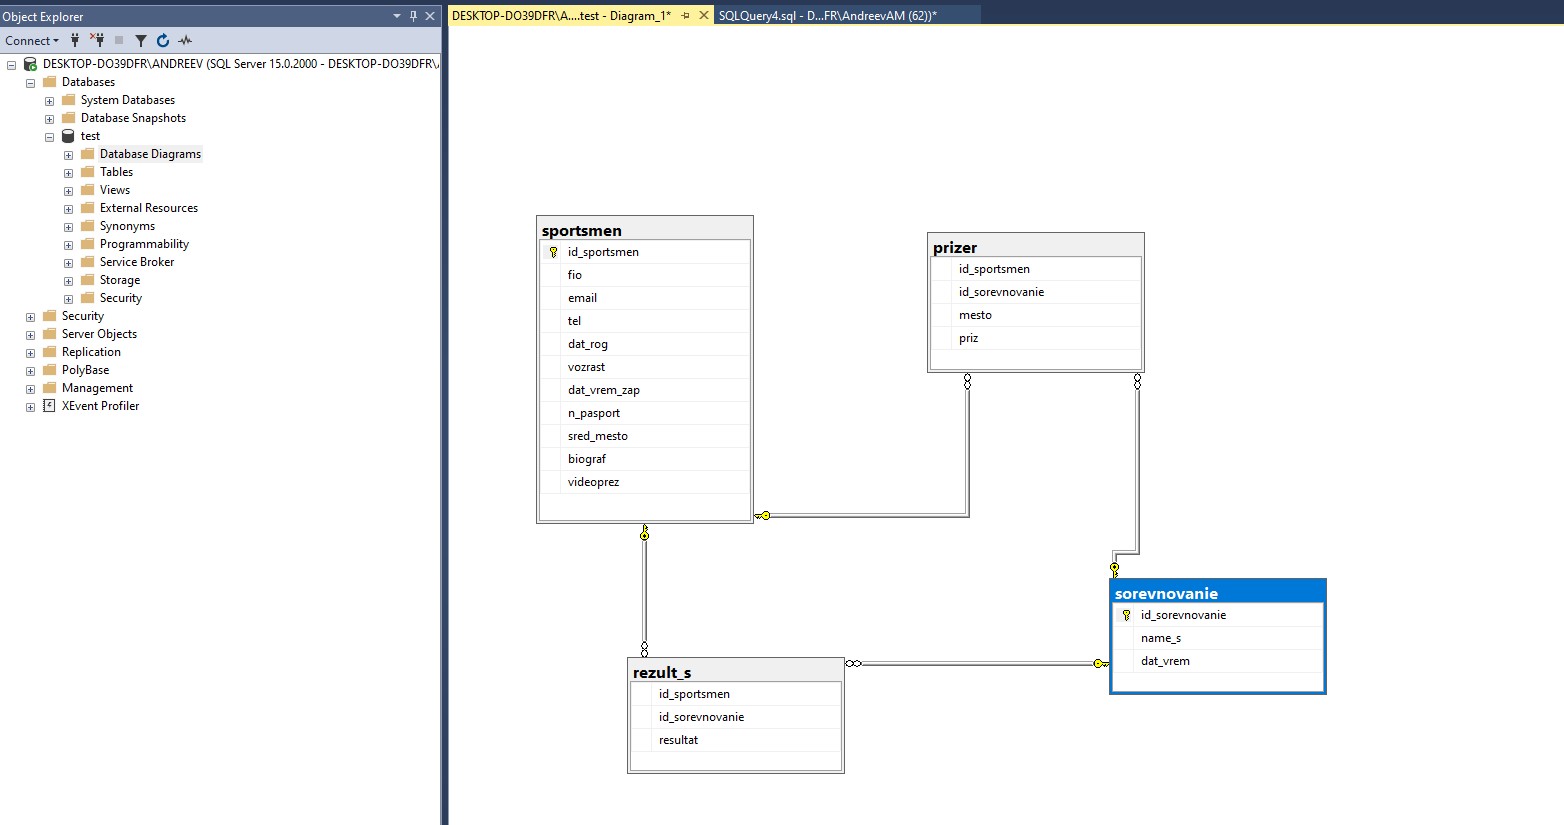 Object Explorer
Connect
DESKTOP-DO39DFR\ANDREEV (SQL Server 15.0.2000 - DESKTOP-DO39DFR\
Databases
System Databases
Database Snapshots
test
Database Diagrams
Tables
Views
External Resources
Synonyms
Programmability
Service Broker
Storage
Security
Security
Server Objects
Replication
PolyBase
Management
XEvent Profiler
DESKTOP-DO39DFR\A....test - Diagram_1*
SQLQuery4.sql - D...FR\AndreevAM (62))*
sportsmen
id_sportsmen
fio
email
tel
dat_rog
vozrast
dat_vrem_zap
n_pasport
sred_mesto
biograf
videoprez
prizer
id_sportsmen
id_sorevnovanie
mesto
priz
sorevnovanie
id_sorevnovanie
name_s
dat_vrem
rezult_s
id_sportsmen
id_sorevnovanie
resultat